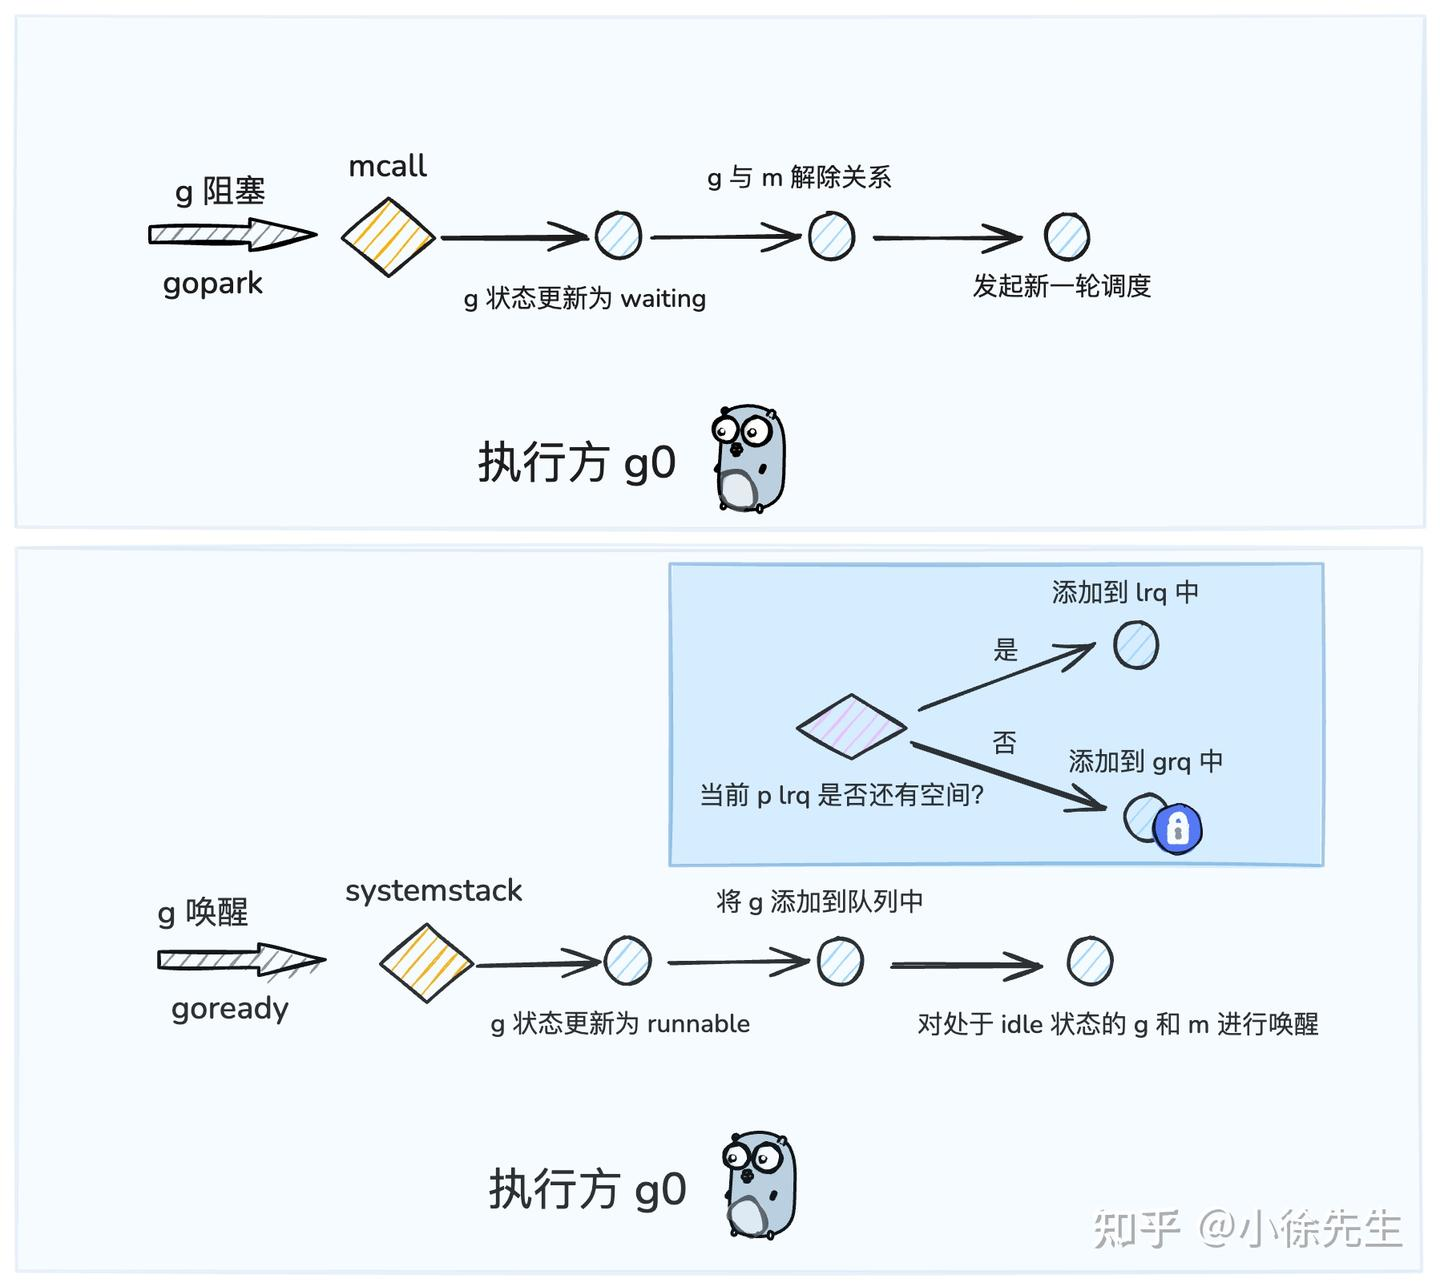 mcall
g 阻塞
g 与 m 解除关系
gopark
g 状态更新为 waiting
发起新一轮调度
执行方 g0
添加到 lrq 中
是
否
添加到 grq 中
当前 p lrq 是否还有空间?
systemstack
g 唤醒
将 g 添加到队列中
goready
g 状态更新为 runnable
对处于 idle 状态的 g 和 m 进行唤醒
执行方 g0
知乎 @小徐先生